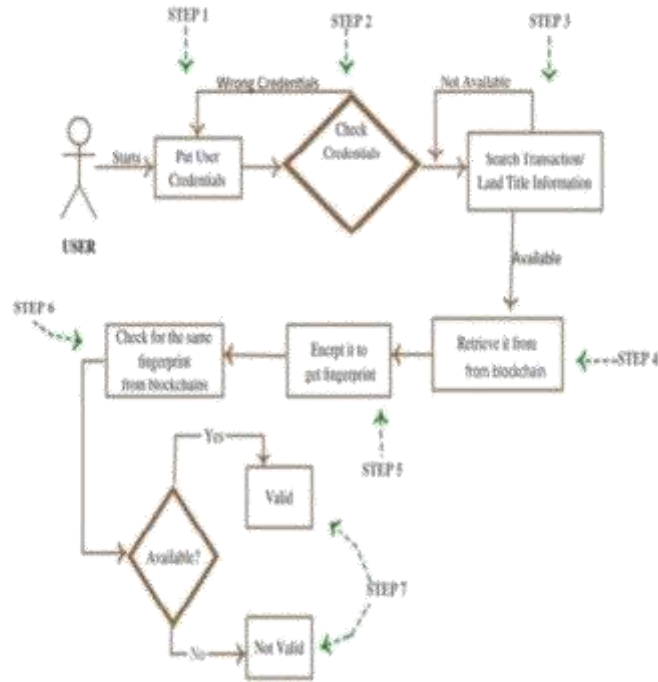 STEP 1
STEP 2
STEP 3
Wrong Credentials
Not Available
Starts
Put User
Credentials
Check
Credentials
Search Transaction/
Land Title Information
USER
Available
STEP 6
Check for the same
fingerprint
from blockchains
Encrpt it to
get fingerprint
Retrieve it from
from blockchain
STEP 4
STEP 5
Yes
Valid
Available?
STEP 7
No
Not Valid